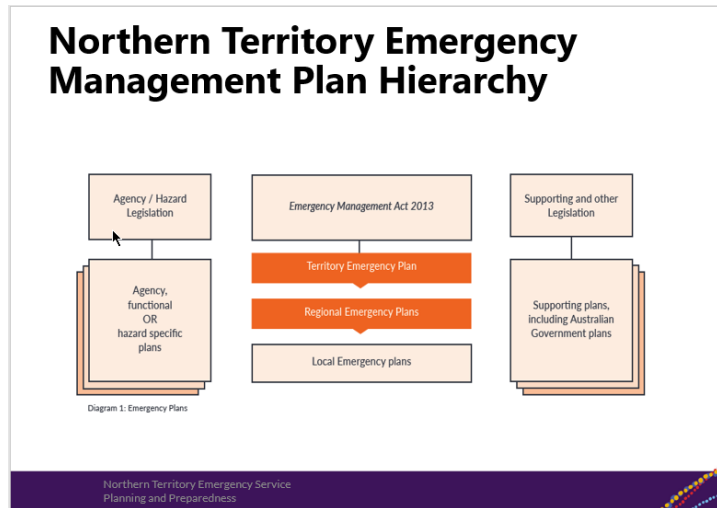 Northern Territory Emergency
Management Plan Hierarchy
Agency / Hazard
Legislation
Emergency Management Act 2013
Supporting and other
Legislation
Territory Emergency Plan
Agency,
functional
OR
hazard specific
plans
Regional Emergency Plans
Supporting plans,
including Australian
Government plans
Local Emergency plans
Diagram 1: Emergency Plans
Northern Territory Emergency Service
Planning and Preparedness